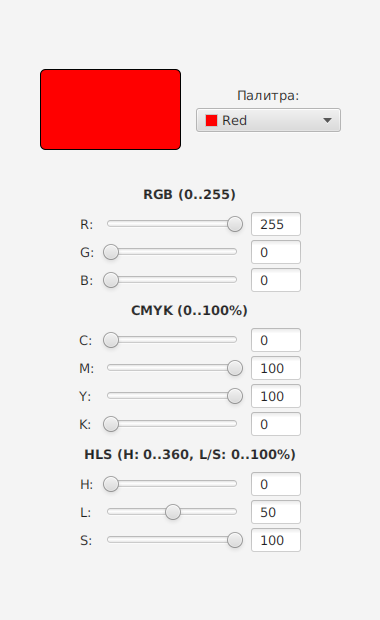 Палитра:
Red
RGB (0..255)
R: 255
G: 0
B: 0
CMYK (0..100%)
C: 0
M: 100
Y: 100
K: 0
HLS (H: 0..360, L/S: 0..100%)
H: 0
L: 50
S: 100